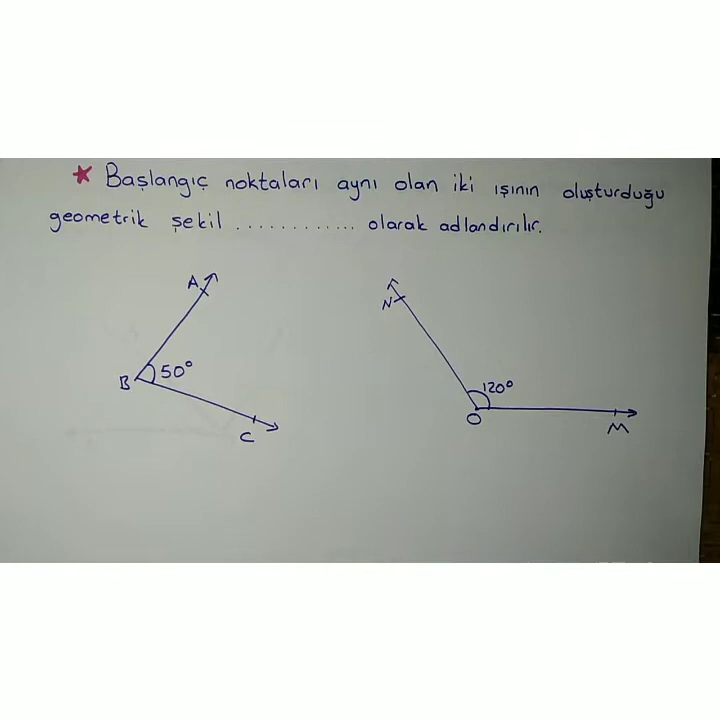 * Başlangıç noktaları aynı olan iki ışının oluşturduğu
geometrik şekil ............. olarak adlandırılır.
A
B
50°
C
N
120°
O
M